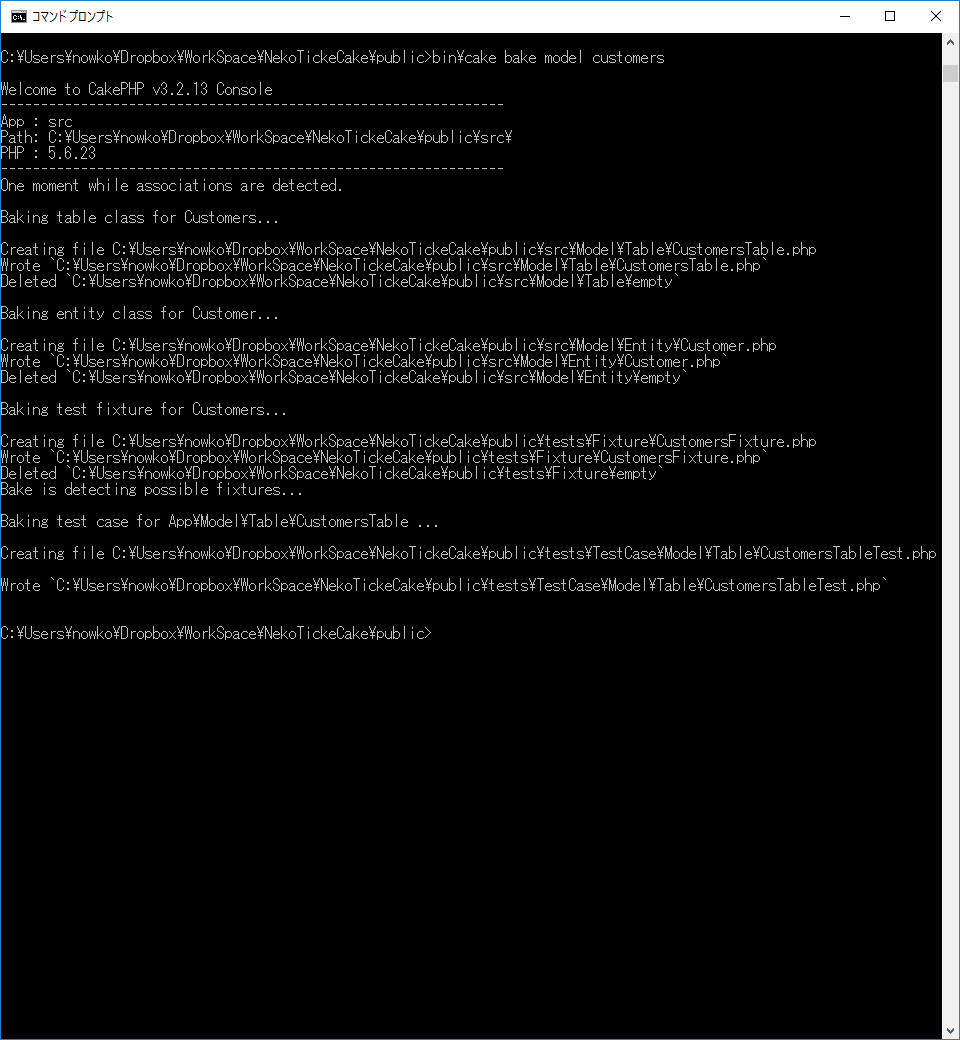 コマンド プロンプト
C:¥Users¥nowko¥Dropbox¥WorkSpace¥NekoTickeCake¥public>bin¥cake bake model customers
Welcome to CakePHP v3.2.13 Console
---------------------------------------------------------------
App : src
Path: C:¥Users¥nowko¥Dropbox¥WorkSpace¥NekoTickeCake¥public¥src¥
PHP : 5.6.23
---------------------------------------------------------------
One moment while associations are detected.
Baking table class for Customers...
Creating file C:¥Users¥nowko¥Dropbox¥WorkSpace¥NekoTickeCake¥public¥src¥Model¥Table¥CustomersTable.php
Wrote `C:¥Users¥nowko¥Dropbox¥WorkSpace¥NekoTickeCake¥public¥src¥Model¥Table¥CustomersTable.php`
Deleted `C:¥Users¥nowko¥Dropbox¥WorkSpace¥NekoTickeCake¥public¥src¥Model¥Table¥empty`
Baking entity class for Customer...
Creating file C:¥Users¥nowko¥Dropbox¥WorkSpace¥NekoTickeCake¥public¥src¥Model¥Entity¥Customer.php
Wrote `C:¥Users¥nowko¥Dropbox¥WorkSpace¥NekoTickeCake¥public¥src¥Model¥Entity¥Customer.php`
Deleted `C:¥Users¥nowko¥Dropbox¥WorkSpace¥NekoTickeCake¥public¥src¥Model¥Entity¥empty`
Baking test fixture for Customers...
Creating file C:¥Users¥nowko¥Dropbox¥WorkSpace¥NekoTickeCake¥public¥tests¥Fixture¥CustomersFixture.php
Wrote `C:¥Users¥nowko¥Dropbox¥WorkSpace¥NekoTickeCake¥public¥tests¥Fixture¥CustomersFixture.php`
Deleted `C:¥Users¥nowko¥Dropbox¥WorkSpace¥NekoTickeCake¥public¥tests¥Fixture¥empty`
Bake is detecting possible fixtures...
Baking test case for App¥Model¥Table¥CustomersTable ...
Creating file C:¥Users¥nowko¥Dropbox¥WorkSpace¥NekoTickeCake¥public¥tests¥TestCase¥Model¥Table¥CustomersTableTest.php
Wrote `C:¥Users¥nowko¥Dropbox¥WorkSpace¥NekoTickeCake¥public¥tests¥TestCase¥Model¥Table¥CustomersTableTest.php`
C:¥Users¥nowko¥Dropbox¥WorkSpace¥NekoTickeCake¥public>